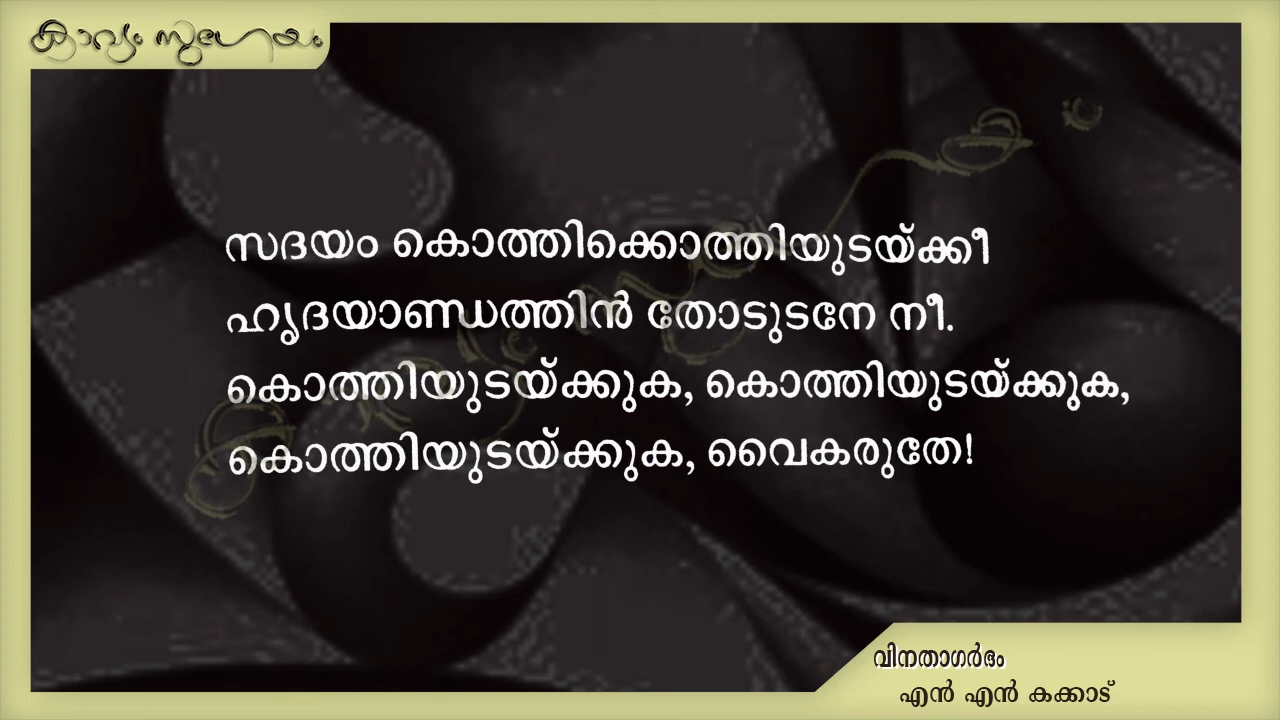 കാവ്യം സുഗേയം
സദയം കൊത്തിക്കൊത്തിയുടയ്ക്കീ
ഹൃദയാണ്ഡത്തിൻ തോടുടനേ നീ.
കൊത്തിയുടയ്ക്കുക, കൊത്തിയുടയ്ക്കുക,
കൊത്തിയുടയ്ക്കുക, വൈകരുതേ!
വിനതാഗർഭം
എൻ എൻ കക്കാട്